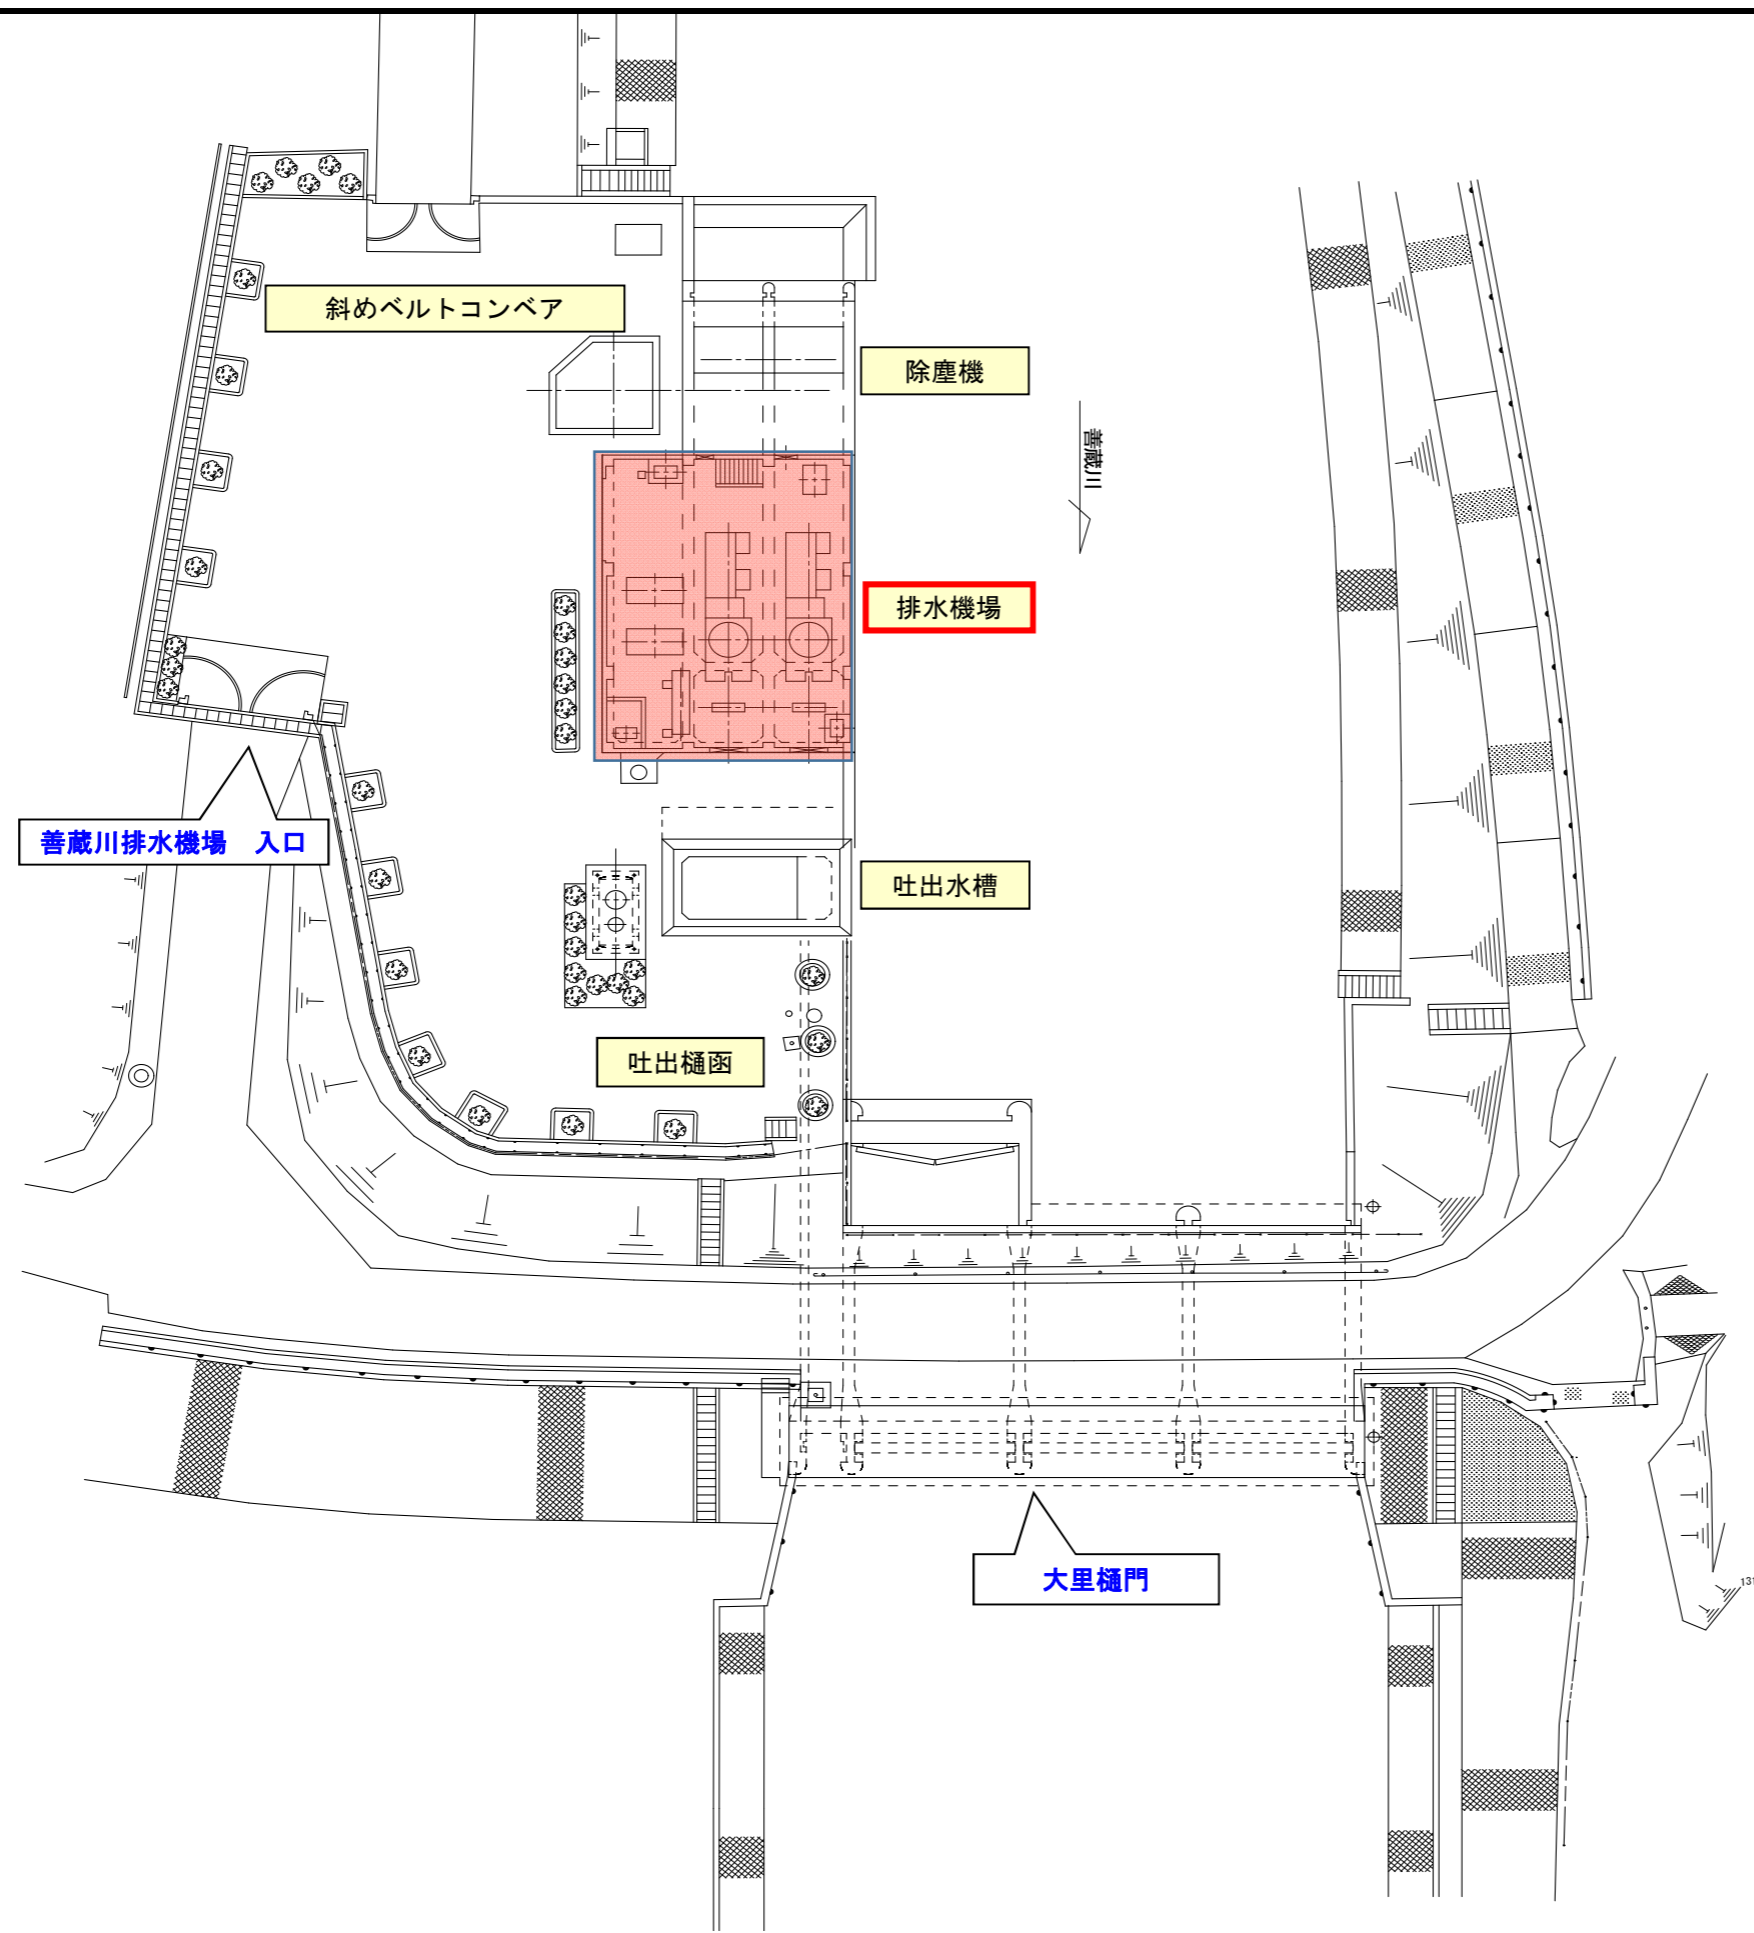 斜めベルトコンベア
除塵機
善蔵川
排水機場
善蔵川排水機場　入口
吐出水槽
吐出樋函
大里樋門
131